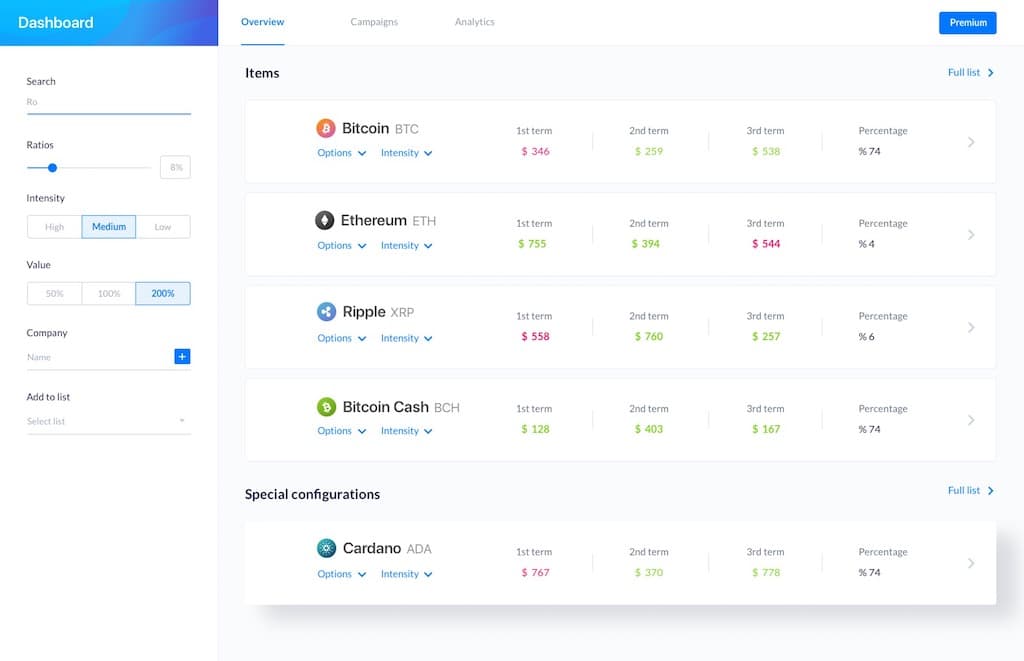 Dashboard
Overview Campaigns Analytics Premium
Search
Ro
Ratios
8%
Intensity
High Medium Low
Value
50% 100% 200%
Company
Name +
Add to list
Select list
Items Full list
Bitcoin BTC
Options Intensity
1st term 2nd term 3rd term Percentage
$ 346 $ 259 $ 538 % 74
Ethereum ETH
Options Intensity
1st term 2nd term 3rd term Percentage
$ 755 $ 394 $ 544 % 4
Ripple XRP
Options Intensity
1st term 2nd term 3rd term Percentage
$ 558 $ 760 $ 257 % 6
Bitcoin Cash BCH
Options Intensity
1st term 2nd term 3rd term Percentage
$ 128 $ 403 $ 167 % 74
Special configurations Full list
Cardano ADA
Options Intensity
1st term 2nd term 3rd term Percentage
$ 767 $ 370 $ 778 % 74